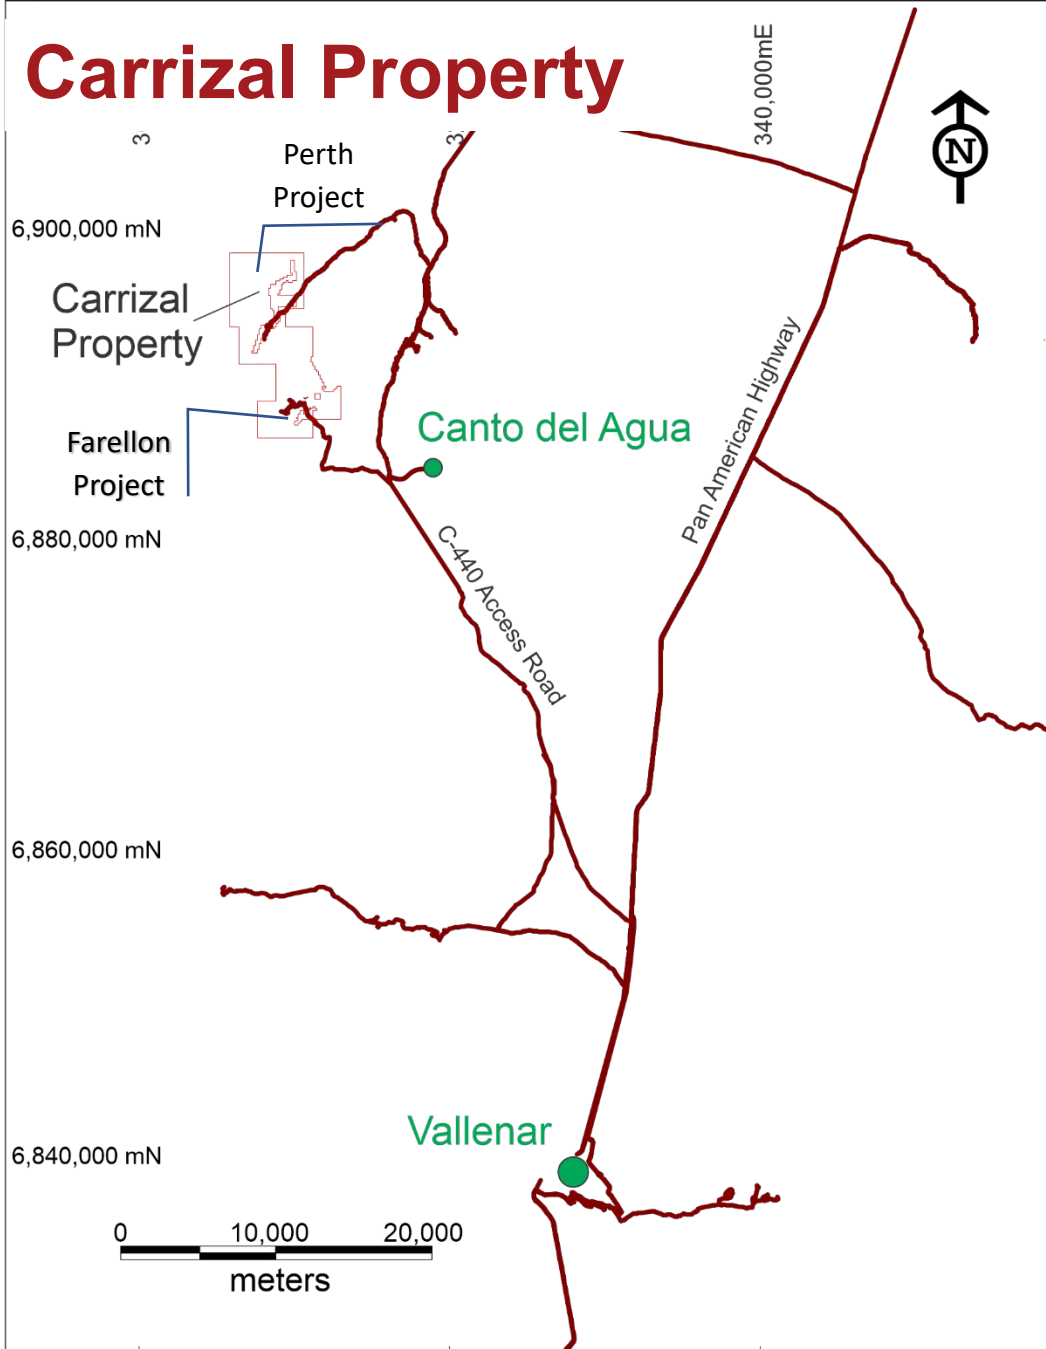 Carrizal Property
340,000mE
3
3
N
Perth
Project
6,900,000 mN
Carrizal
Property
Pan American Highway
Canto del Agua
Farellon
Project
6,880,000 mN
C-440 Access Road
6,860,000 mN
Vallenar
6,840,000 mN
0 10,000 20,000
meters